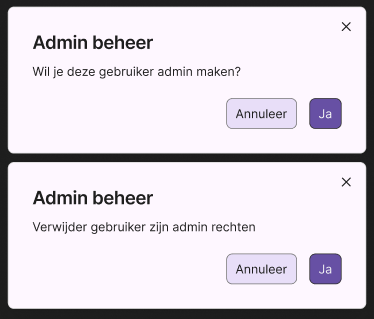 Admin beheer
Wil je deze gebruiker admin maken?
Annuleer
Ja
Admin beheer
Verwijder gebruiker zijn admin rechten
Annuleer
Ja